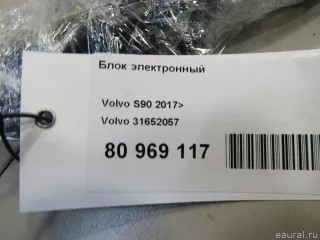 Блок электронный
Volvo S90 2017>
Volvo 31652057
80 969 117
eaural.ru